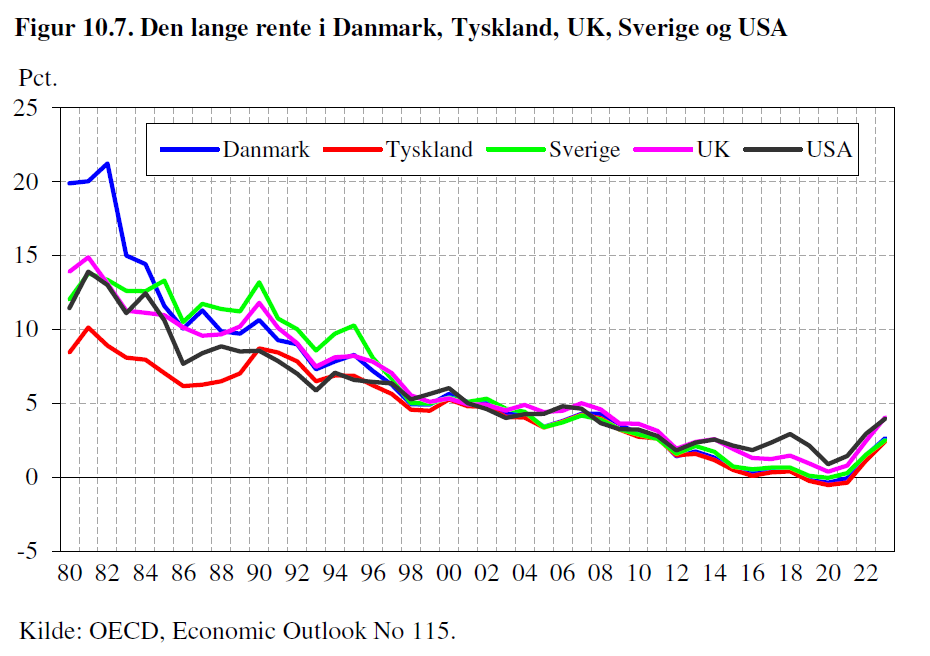 Figur 10.7. Den lange rente i Danmark, Tyskland, UK, Sverige og USA
Pct.
25
Danmark Tyskland Sverige UK USA
20
15
10
5
0
-5
80 82 84 86 88 90 92 94 96 98 00 02 04 06 08 10 12 14 16 18 20 22
Kilde: OECD, Economic Outlook No 115.